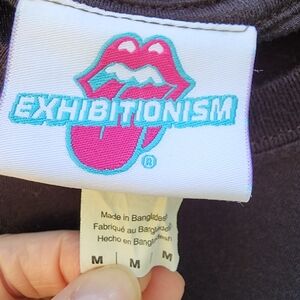 EXHIBITIONISM
®
Made in Bangladesh
Fabriqué au Bangladesh
Hecho en Bangladesh
M | M | M